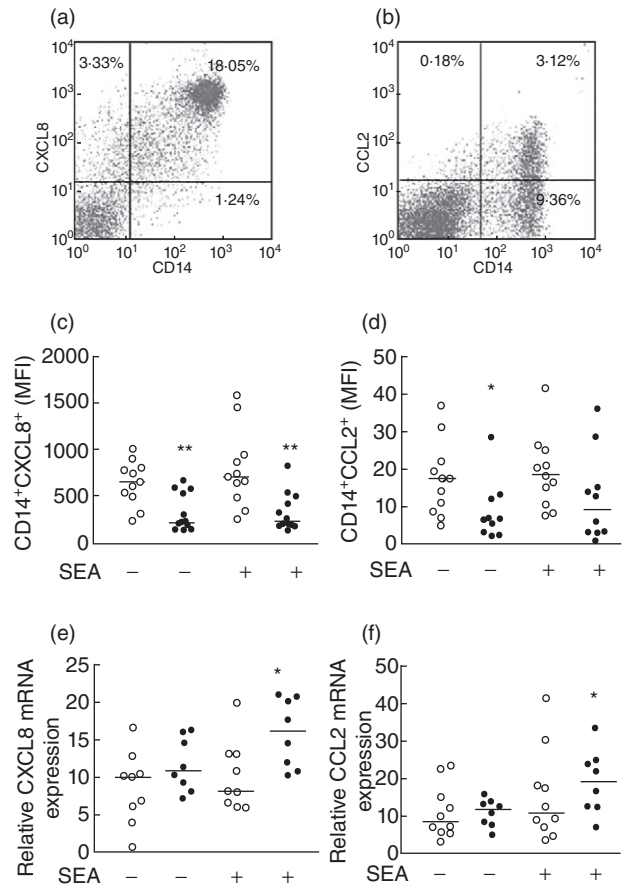 (a)
(b)
10⁴
3·33%
18·05%
10³
CXCL8
10²
10¹
1·24%
10⁰
10⁰ 10¹ 10² 10³ 10⁴
CD14
10⁴
0·18%
3·12%
10³
CCL2
10²
10¹
9·36%
10⁰
10⁰ 10¹ 10² 10³ 10⁴
CD14
(c)
CD14⁺CXCL8⁺ (MFI)
2000
1500
1000
500
0
** **
SEA − − + +
(d)
CD14⁺CCL2⁺ (MFI)
50
40
30
20
10
0
*
SEA − − + +
(e)
Relative CXCL8 mRNA
expression
25
20
15
10
5
0
*
SEA − − + +
(f)
Relative CCL2 mRNA
expression
50
40
30
20
10
0
*
SEA − − + +